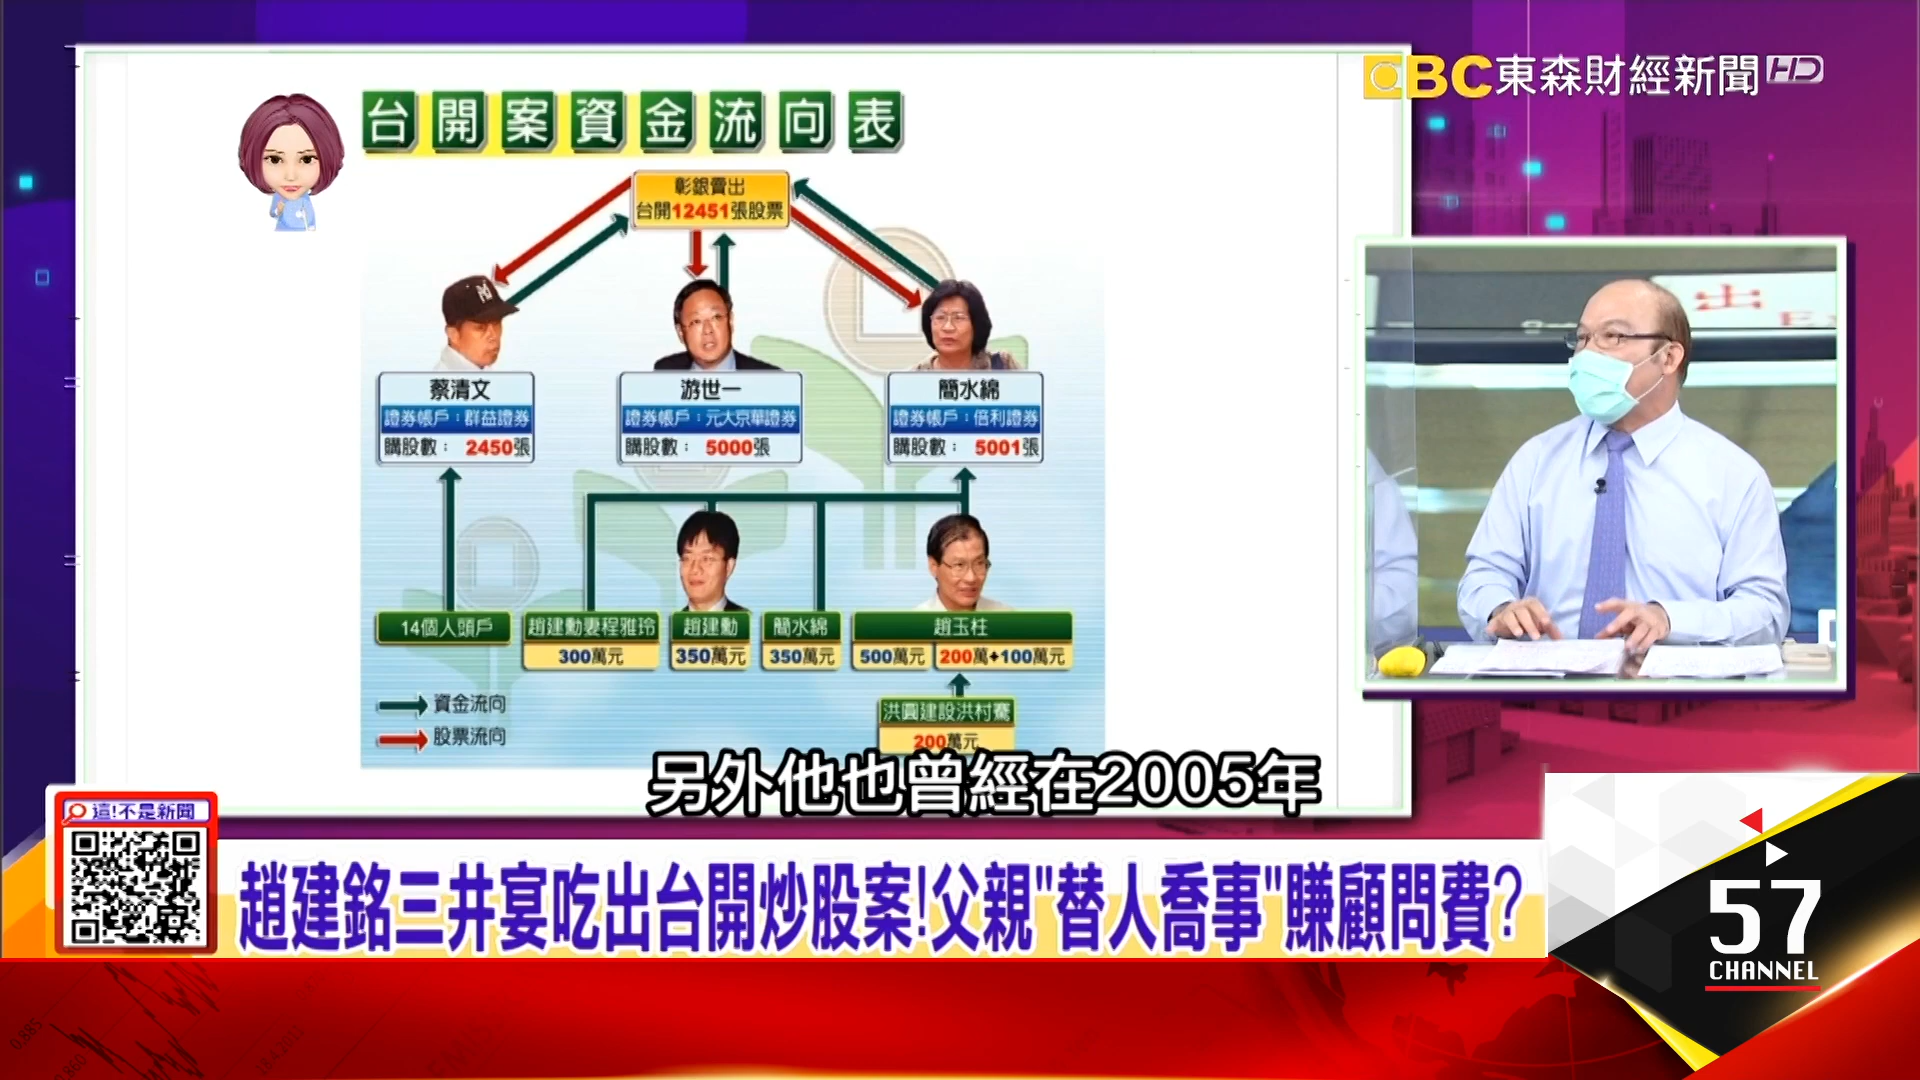 台開案資金流向表
EBC東森財經新聞HD
彰銀賣出
台開12451張股票
蔡清文
證券帳戶：群益證券
購股數： 2450張
游世一
證券帳戶：元大京華證券
購股數： 5000張
簡水綿
證券帳戶：倍利證券
購股數： 5001張
出
14個人頭戶
趙建勳妻程雅玲
300萬元
趙建勳
350萬元
簡水綿
350萬元
趙玉柱
500萬元
200萬+100萬元
資金流向
股票流向
洪圓建設洪村騫
200萬元
另外他也曾經在2005年
這!不是新聞
趙建銘三井宴吃出台開炒股案!父親"替人喬事"賺顧問費?
57
CHANNEL